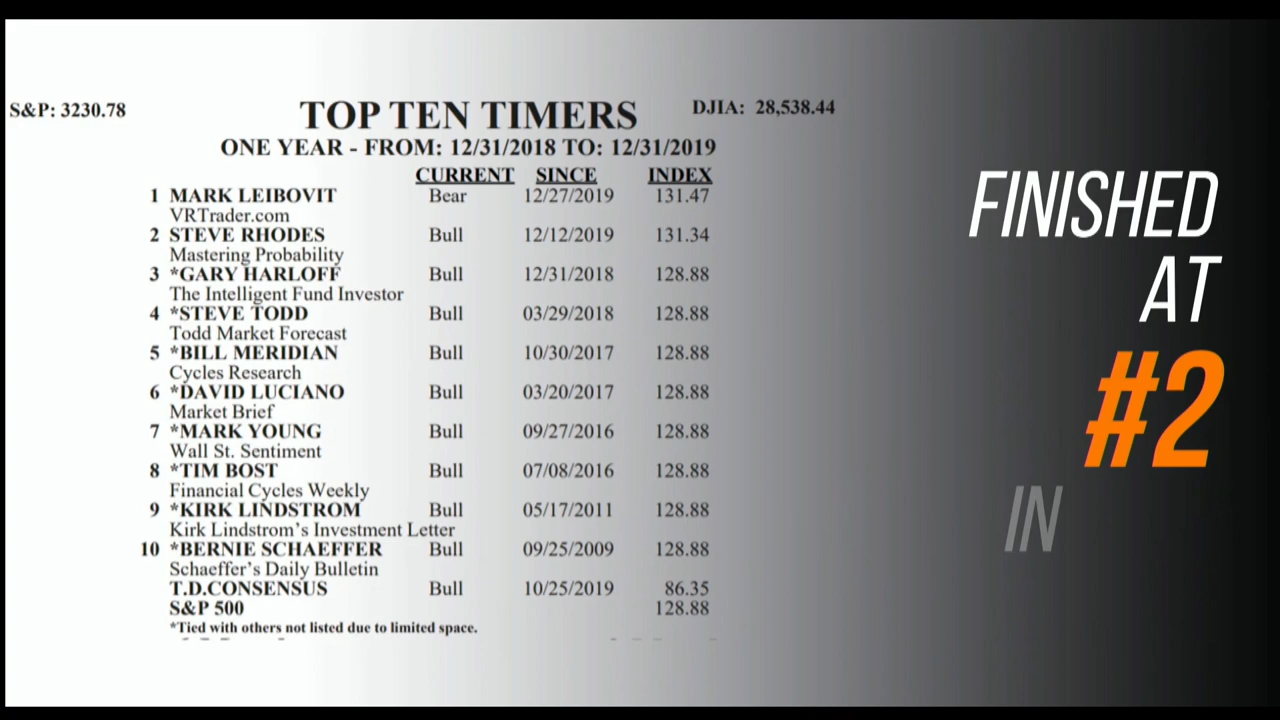 S&P: 3230.78
TOP TEN TIMERS
DJIA: 28,538.44
ONE YEAR - FROM: 12/31/2018 TO: 12/31/2019
CURRENT SINCE INDEX
1 MARK LEIBOVIT Bear 12/27/2019 131.47
VRTrader.com
2 STEVE RHODES Bull 12/12/2019 131.34
Mastering Probability
3 *GARY HARLOFF Bull 12/31/2018 128.88
The Intelligent Fund Investor
4 *STEVE TODD Bull 03/29/2018 128.88
Todd Market Forecast
5 *BILL MERIDIAN Bull 10/30/2017 128.88
Cycles Research
6 *DAVID LUCIANO Bull 03/20/2017 128.88
Market Brief
7 *MARK YOUNG Bull 09/27/2016 128.88
Wall St. Sentiment
8 *TIM BOST Bull 07/08/2016 128.88
Financial Cycles Weekly
9 *KIRK LINDSTROM Bull 05/17/2011 128.88
Kirk Lindstrom's Investment Letter
10 *BERNIE SCHAEFFER Bull 09/25/2009 128.88
Schaeffer's Daily Bulletin
T.D.CONSENSUS Bull 10/25/2019 86.35
S&P 500 128.88
*Tied with others not listed due to limited space.
FINISHED
AT
#2
IN